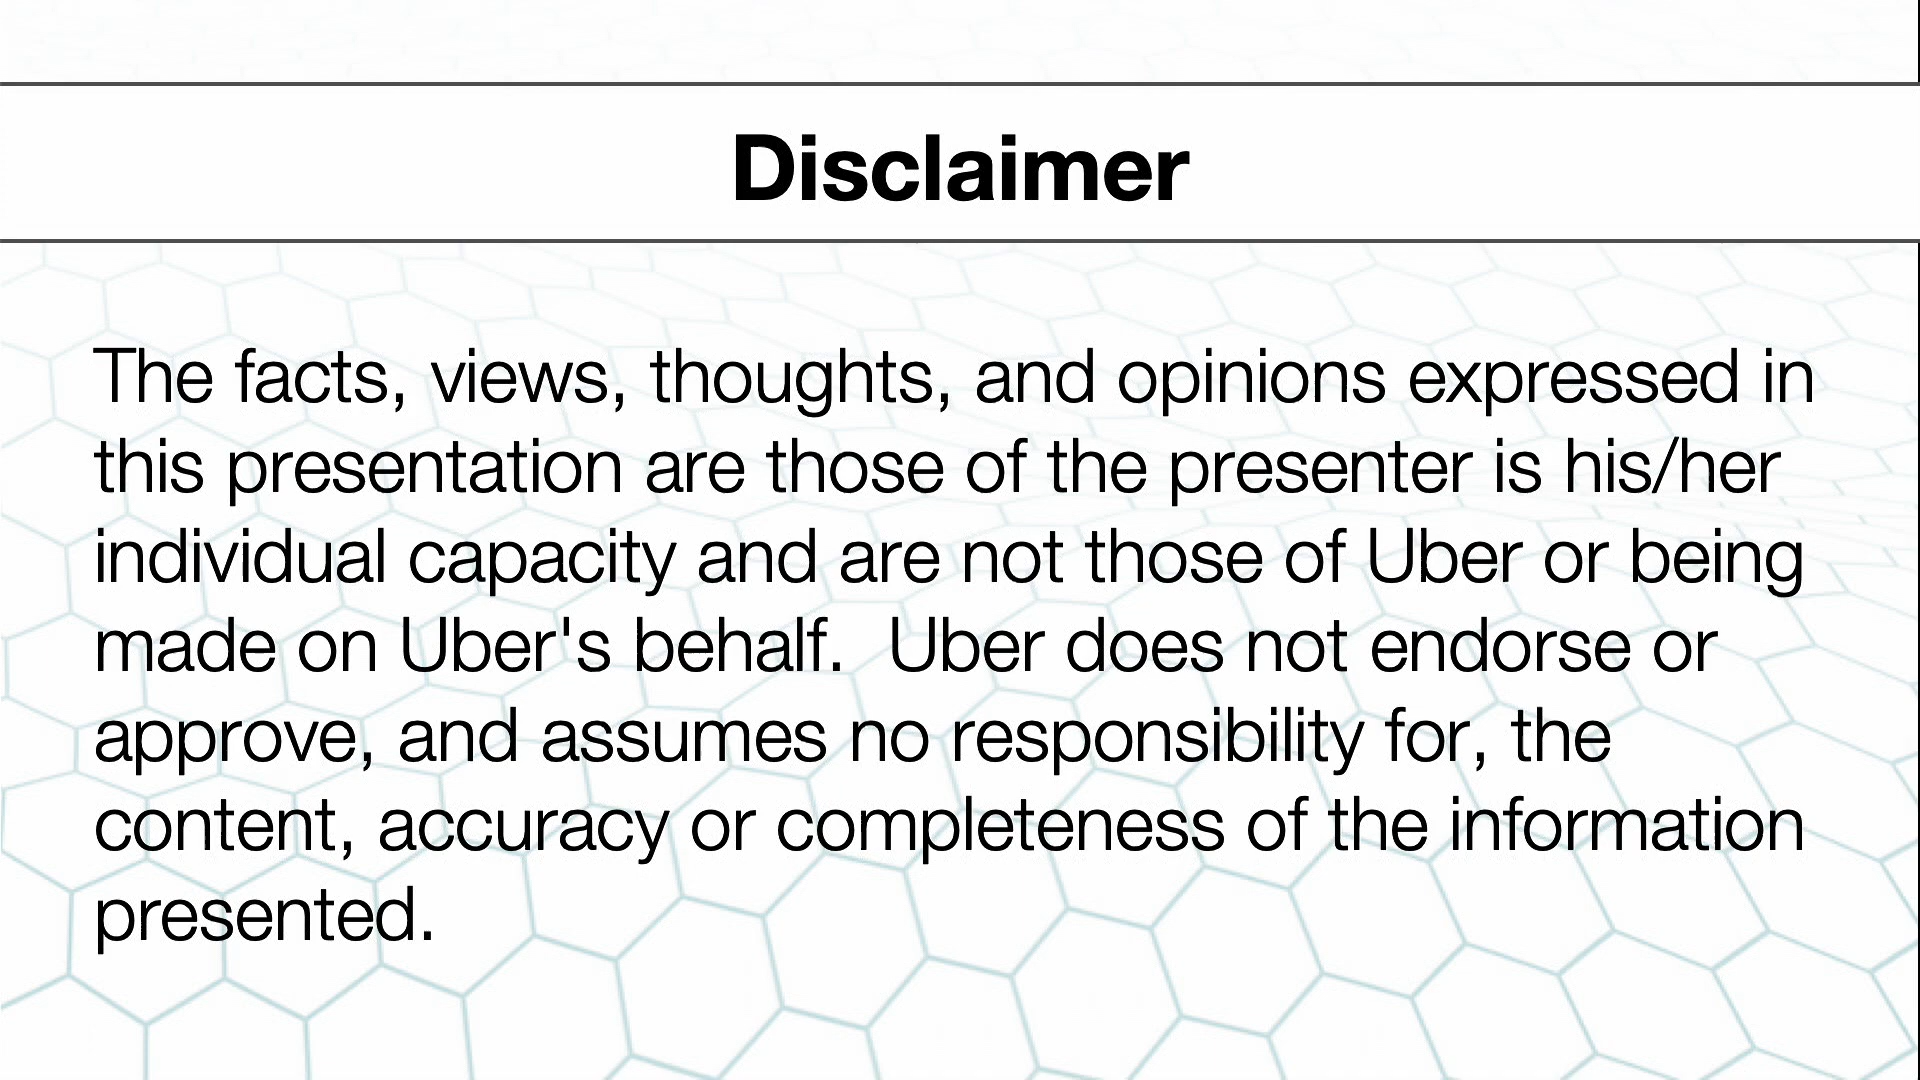 Disclaimer
The facts, views, thoughts, and opinions expressed in
this presentation are those of the presenter is his/her
individual capacity and are not those of Uber or being
made on Uber's behalf.  Uber does not endorse or
approve, and assumes no responsibility for, the
content, accuracy or completeness of the information
presented.